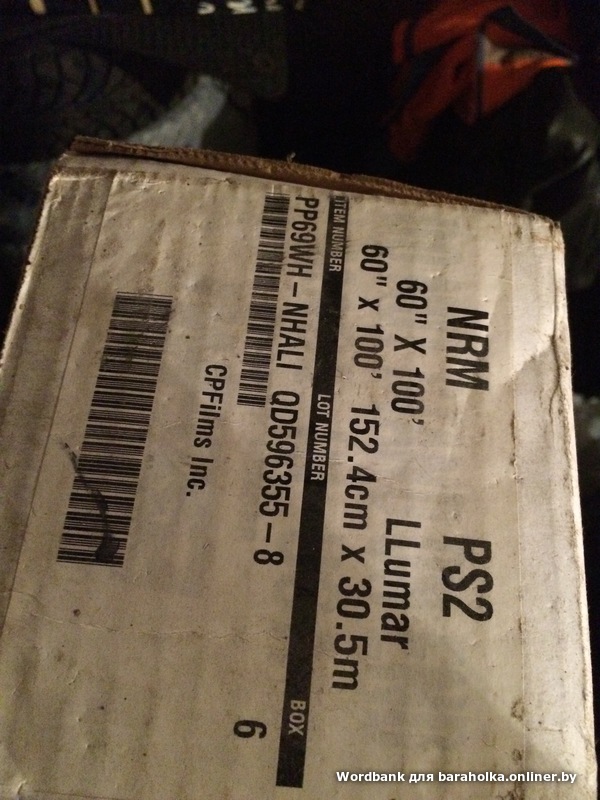 NRM PS2
60" X 100' LLumar
60" x 100' 152.4cm x 30.5m
ITEM NUMBER LOT NUMBER BOX
PP69WH-NHALI QD596355-8 6
CPFilms Inc.
Wordbank для baraholka.onliner.by